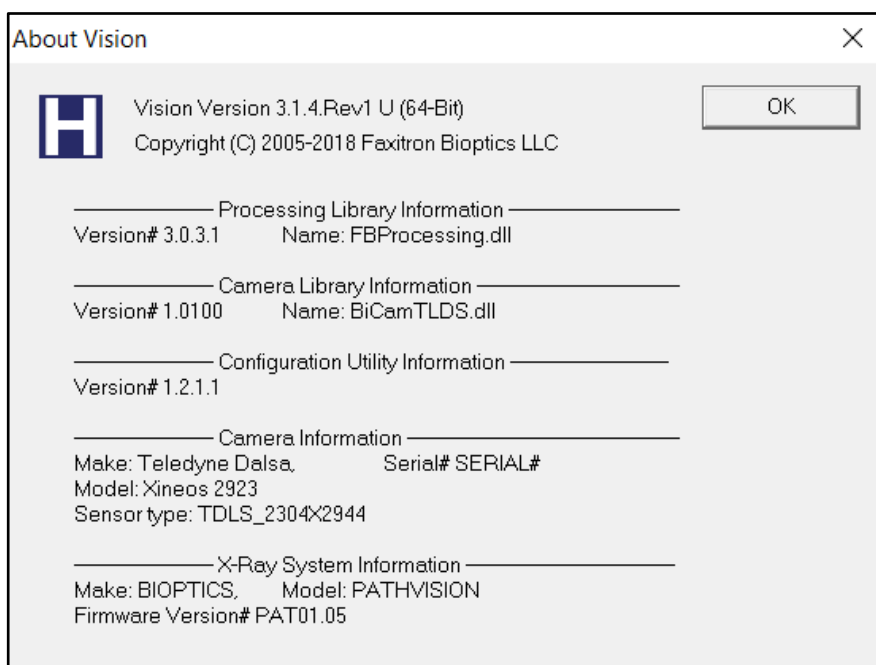 About Vision
H
Vision Version 3.1.4.Rev1 U (64-Bit)
OK
Copyright (C) 2005-2018 Faxitron Bioptics LLC
Processing Library Information
Version# 3.0.3.1 Name: FBProcessing.dll
Camera Library Information
Version# 1.0100 Name: BiCamTLDS.dll
Configuration Utility Information
Version# 1.2.1.1
Camera Information
Make: Teledyne Dalsa, Serial# SERIAL#
Model: Xineos 2923
Sensor type: TDLS_2304X2944
X-Ray System Information
Make: BIOPTICS, Model: PATHVISION
Firmware Version# PAT01.05